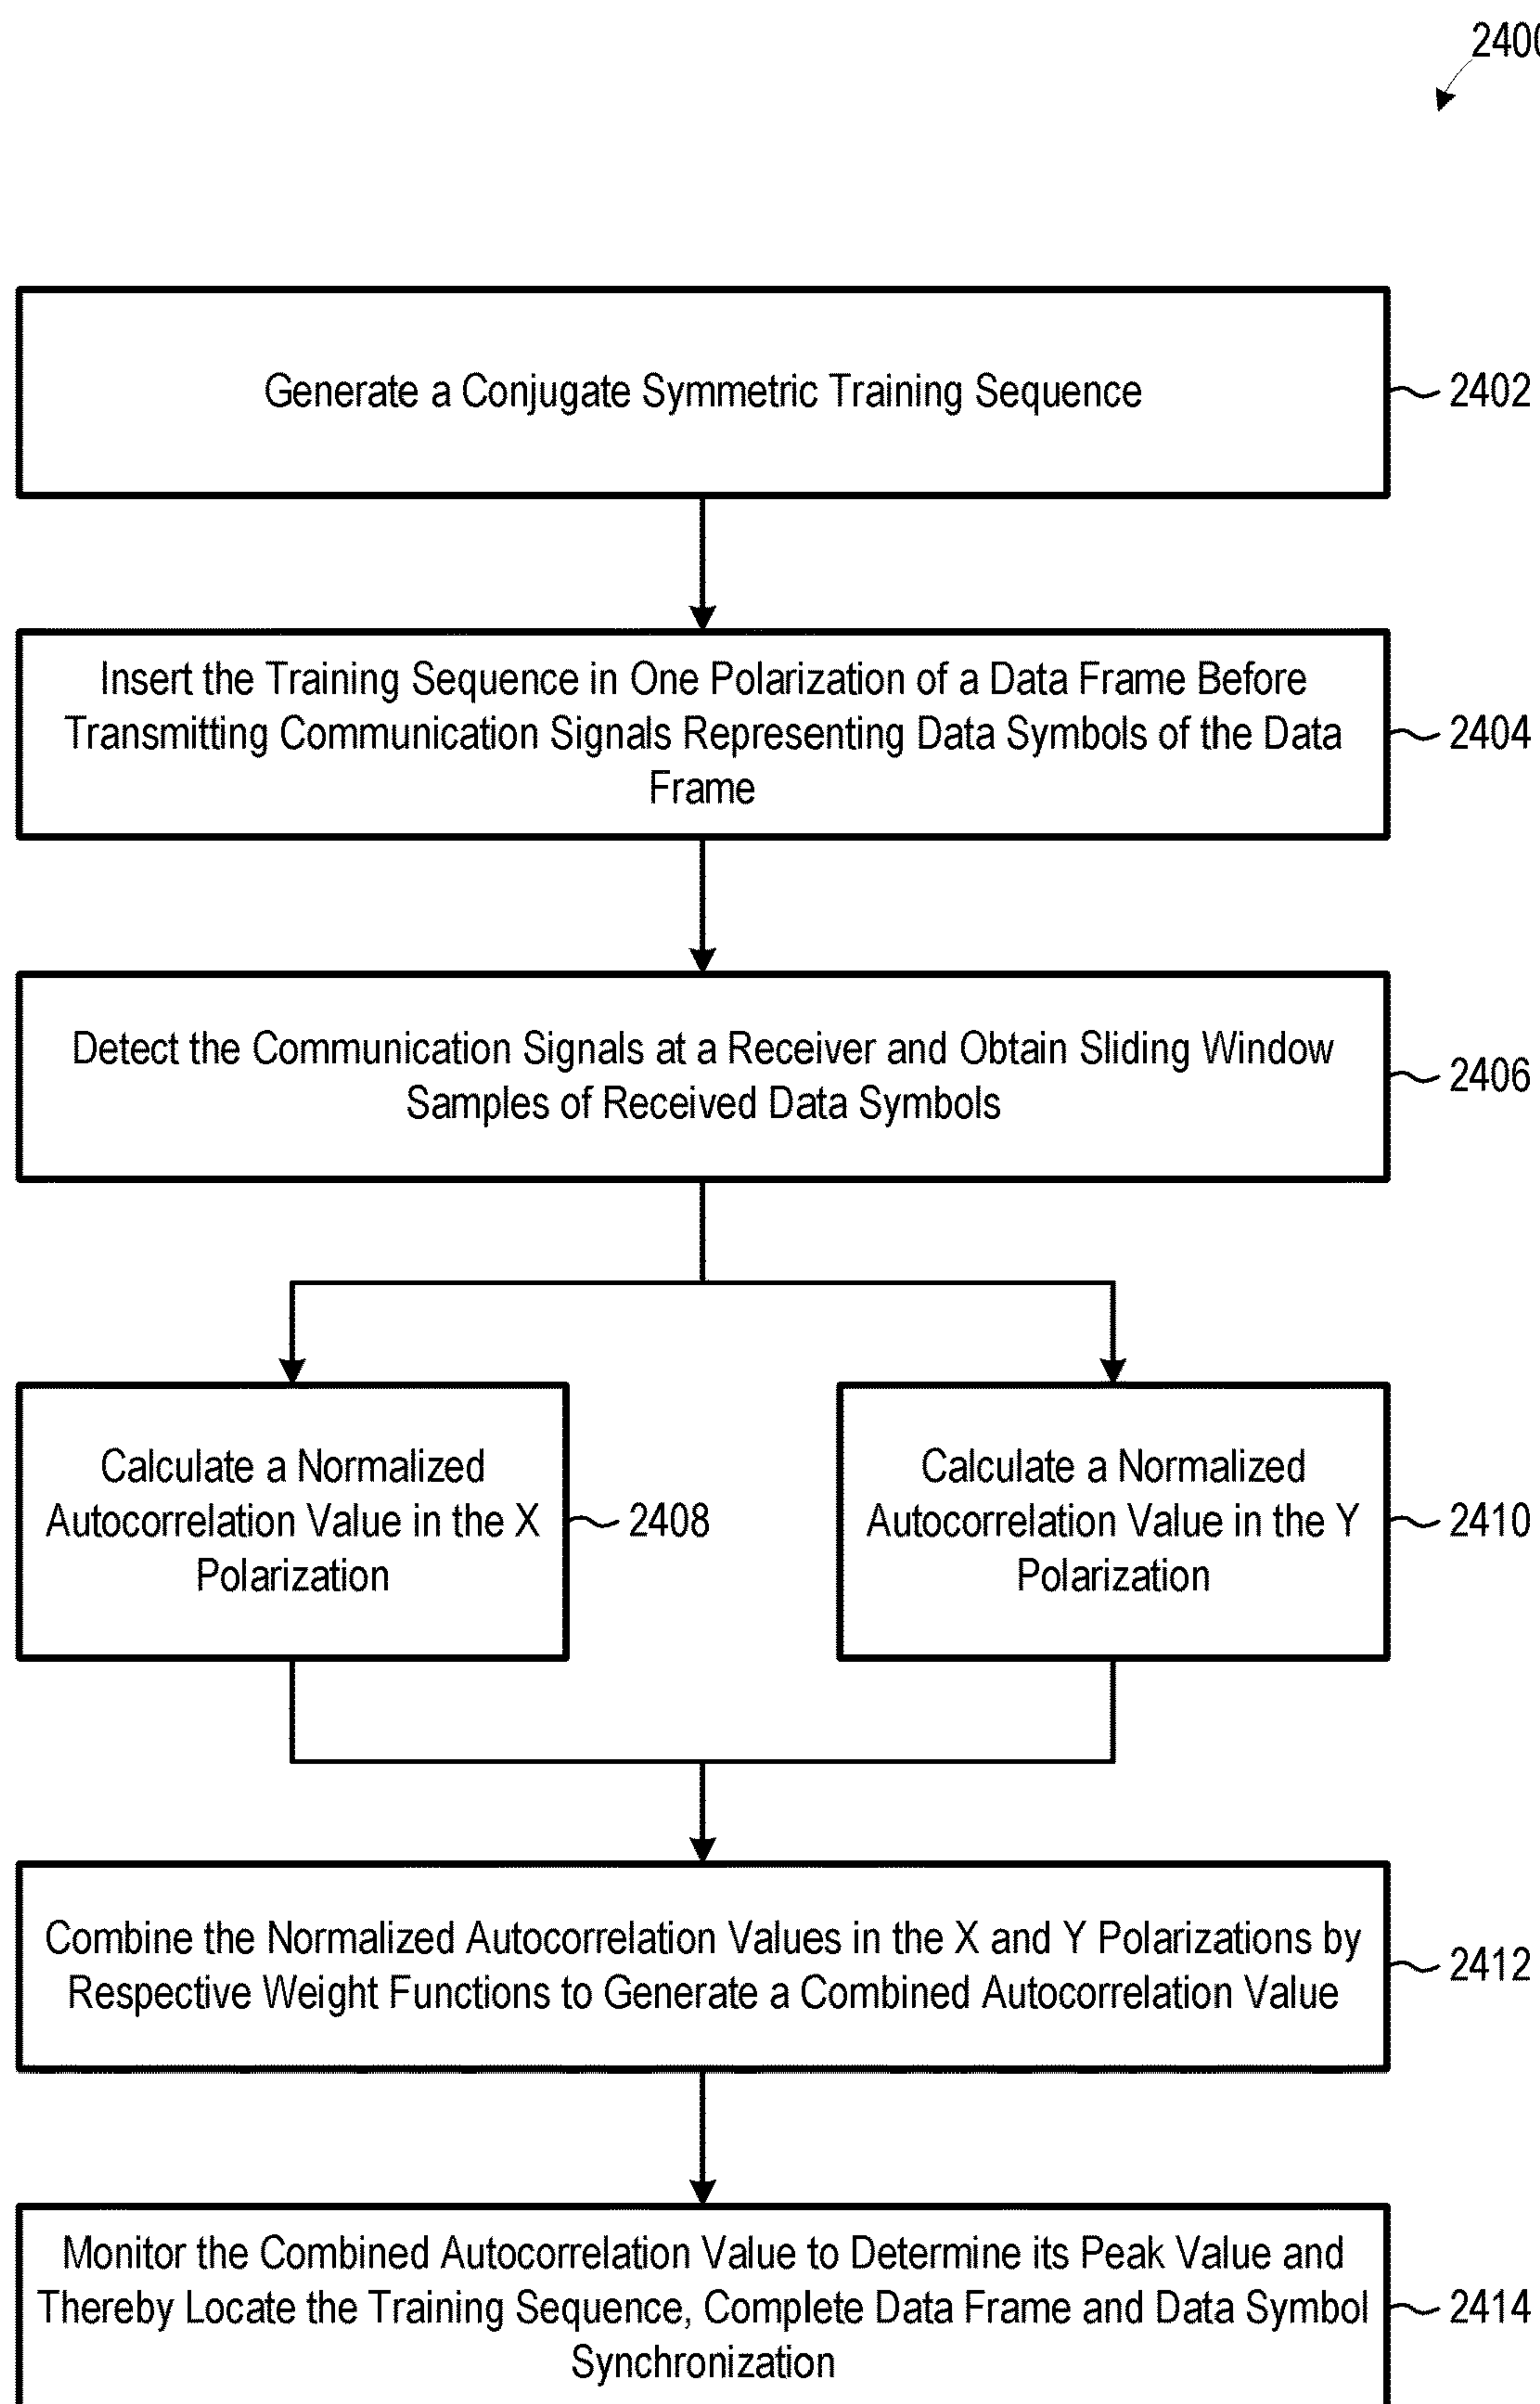 2400
Generate a Conjugate Symmetric Training Sequence
2402
Insert the Training Sequence in One Polarization of a Data Frame Before
Transmitting Communication Signals Representing Data Symbols of the Data
Frame
2404
Detect the Communication Signals at a Receiver and Obtain Sliding Window
Samples of Received Data Symbols
2406
Calculate a Normalized
Autocorrelation Value in the X
Polarization
2408
Calculate a Normalized
Autocorrelation Value in the Y
Polarization
2410
Combine the Normalized Autocorrelation Values in the X and Y Polarizations by
Respective Weight Functions to Generate a Combined Autocorrelation Value
2412
Monitor the Combined Autocorrelation Value to Determine its Peak Value and
Thereby Locate the Training Sequence, Complete Data Frame and Data Symbol
Synchronization
2414